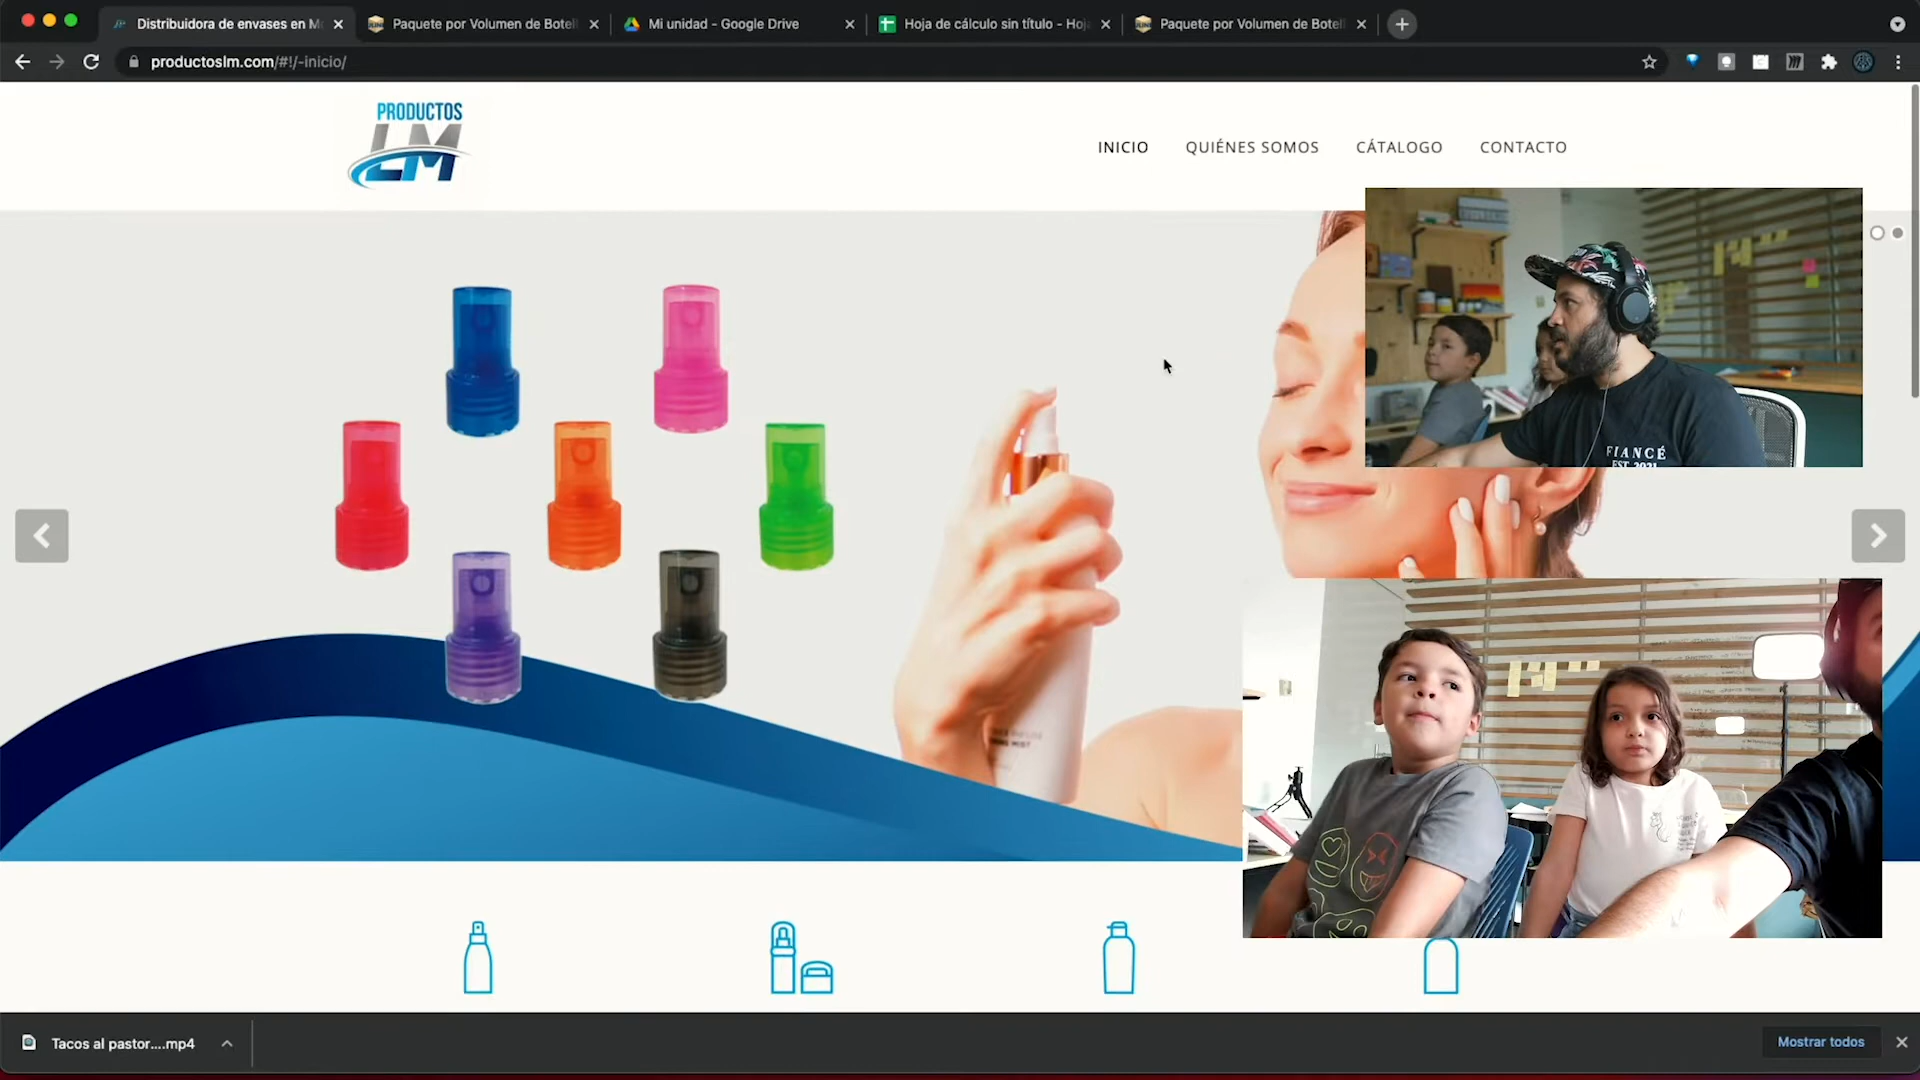 Distribuidora de envases en M
Paquete por Volumen de Botell
Mi unidad - Google Drive
Hoja de cálculo sin título - Hoj
Paquete por Volumen de Botell
productoslm.com/#!/-inicio/
PRODUCTOS
LM
INICIO
QUIÉNES SOMOS
CÁTALOGO
CONTACTO
FIANCÉ
EST. 2021
Tacos al pastor....mp4
Mostrar todos